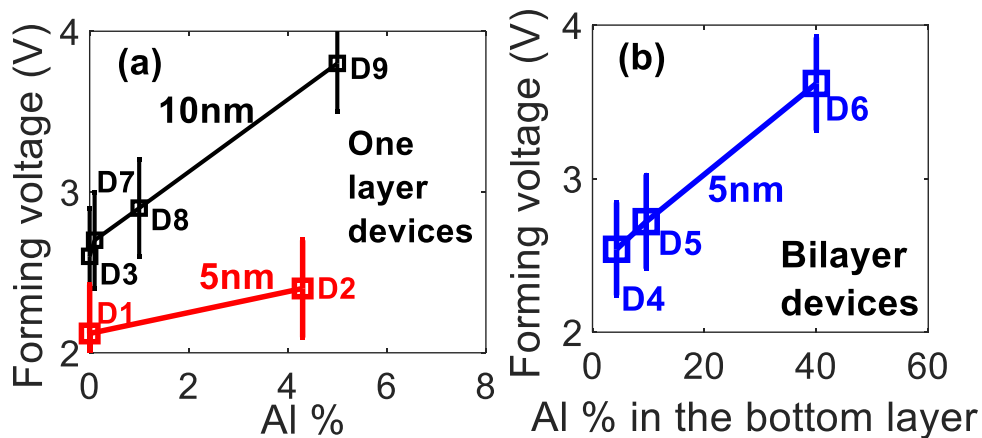 (a)
Forming voltage (V)
4
3
2
10nm
D9
D7
D8
D3
One
layer
devices
5nm
D1
D2
0
2
4
6
8
Al %
(b)
Forming voltage (V)
4
3
2
D6
5nm
D5
D4
Bilayer
devices
0
20
40
60
Al % in the bottom layer